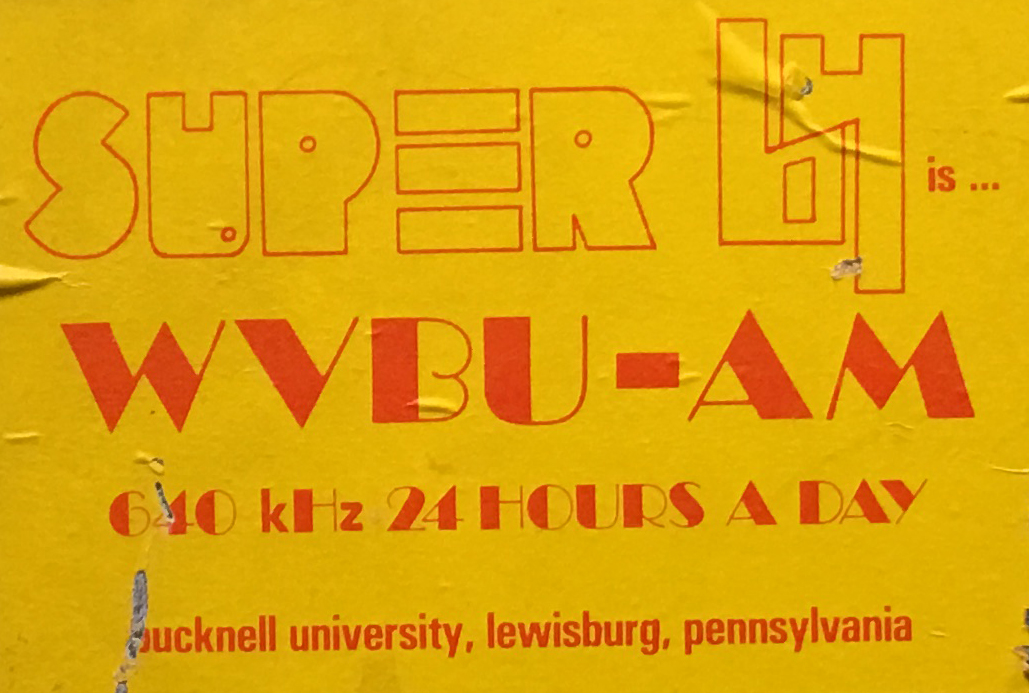 SUPER 64 is ...
WVBU-AM
640 kHz 24 HOURS A DAY
bucknell university, lewisburg, pennsylvania